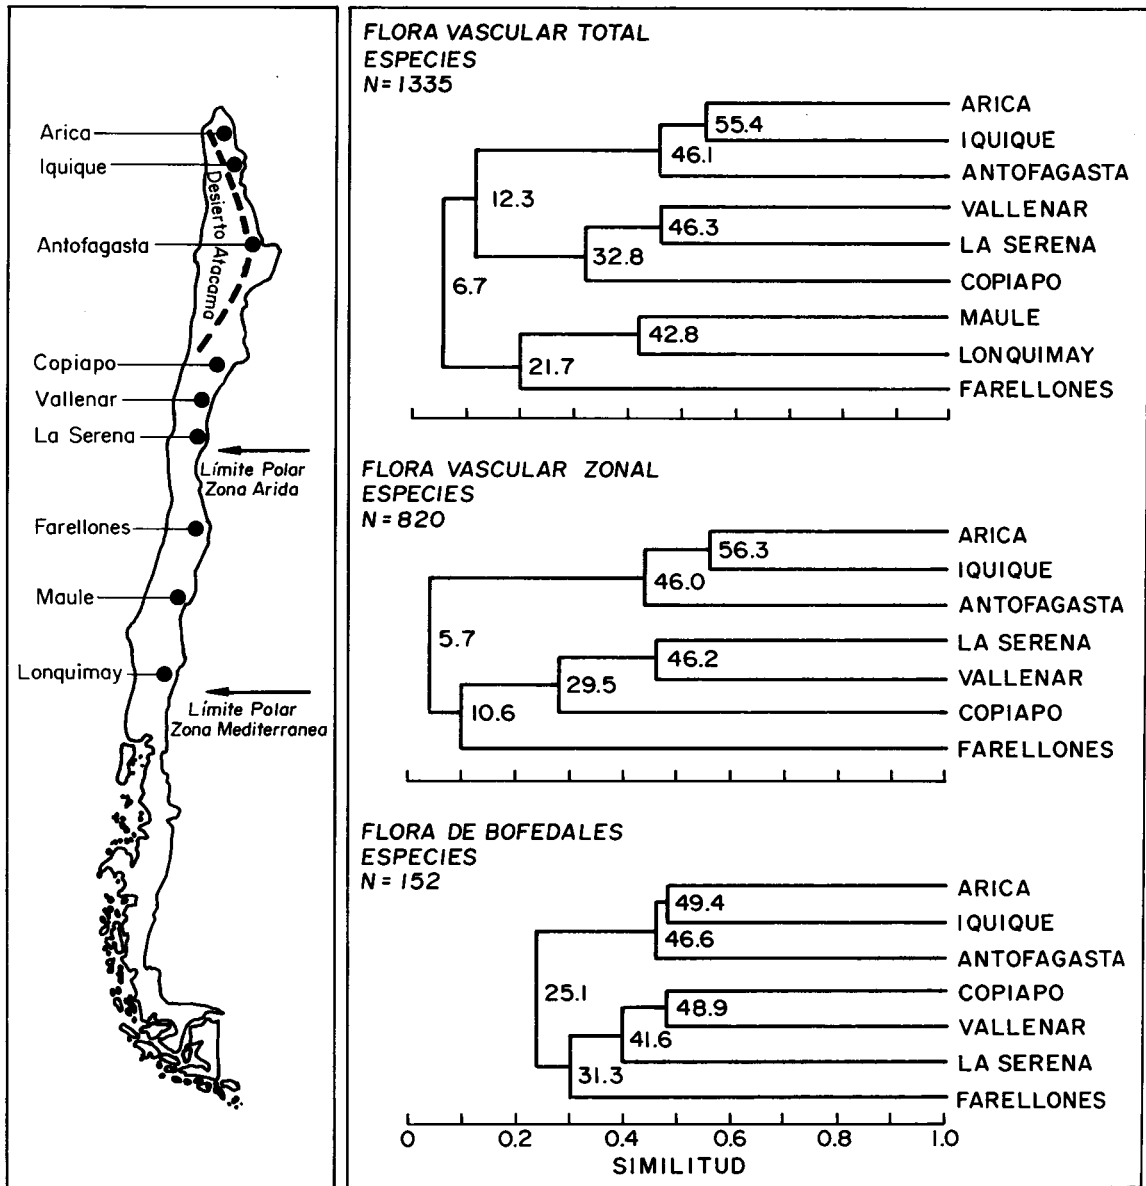 Arica
Iquique
Desierto Atacama
Antofagasta
Copiapo
Vallenar
La Serena
Límite Polar
Zona Arida
Farellones
Maule
Lonquimay
Límite Polar
Zona Mediterranea
FLORA VASCULAR TOTAL
ESPECIES
N=1335
ARICA
55.4
IQUIQUE
46.1
ANTOFAGASTA
12.3
VALLENAR
46.3
LA SERENA
32.8
COPIAPO
6.7
MAULE
42.8
LONQUIMAY
21.7
FARELLONES
FLORA VASCULAR ZONAL
ESPECIES
N=820
ARICA
56.3
IQUIQUE
46.0
ANTOFAGASTA
5.7
LA SERENA
46.2
VALLENAR
29.5
COPIAPO
10.6
FARELLONES
FLORA DE BOFEDALES
ESPECIES
N=152
ARICA
49.4
IQUIQUE
46.6
ANTOFAGASTA
25.1
COPIAPO
48.9
VALLENAR
41.6
LA SERENA
31.3
FARELLONES
0 0.2 0.4 0.6 0.8 1.0
SIMILITUD